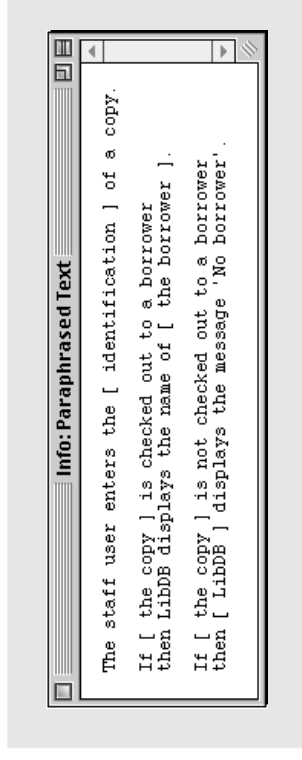 Info: Paraphrased Text
The staff user enters the [ identification ] of a copy.
If [ the copy ] is checked out to a borrower
then LibDB displays the name of [ the borrower ].
If [ the copy ] is not checked out to a borrower
then [ LibDB ] displays the message 'No borrower'.